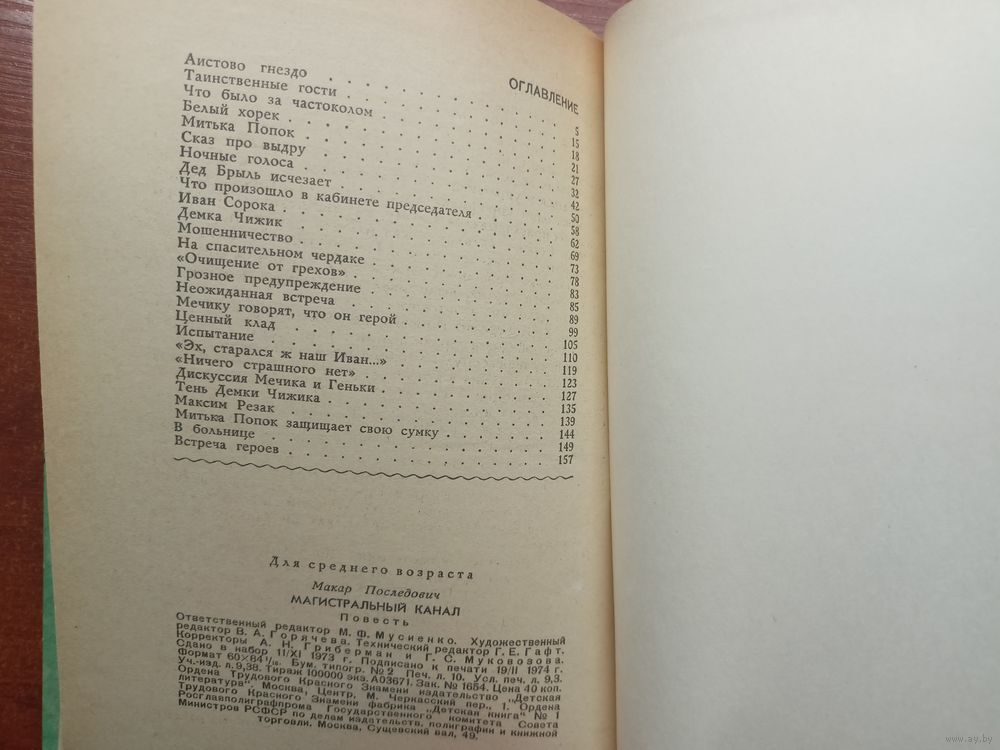 ОГЛАВЛЕНИЕ
Аистово гнездо . . . 5
Таинственные гости . . . 15
Что было за частоколом . . . 18
Белый хорек . . . 21
Митька Попок . . . 27
Сказ про выдру . . . 32
Ночные голоса . . . 42
Дед Брыль исчезает . . . 50
Что произошло в кабинете председателя . . . 58
Иван Сорока . . . 62
Демка Чижик . . . 69
Мошенничество . . . 73
На спасительном чердаке . . . 78
«Очищение от грехов» . . . 83
Грозное предупреждение . . . 85
Неожиданная встреча . . . 89
Мечику говорят, что он герой . . . 99
Ценный клад . . . 105
Испытание . . . 110
«Эх, старался ж наш Иван...» . . . 119
«Ничего страшного нет» . . . 123
Дискуссия Мечика и Геньки . . . 127
Тень Демки Чижика . . . 135
Максим Резак . . . 139
Митька Попок защищает свою сумку . . . 144
В больнице . . . 149
Встреча героев . . . 157
Для среднего возраста
Макар Последович
МАГИСТРАЛЬНЫЙ КАНАЛ
Повесть
Ответственный редактор М. Ф. Мусиенко. Художественный
редактор В. А. Горячева. Технический редактор Г. Е. Гафт.
Корректоры А. Н. Гриберман и Г. С. Муковозова.
Сдано в набор 11/XI 1973 г. Подписано к печати 19/II 1974 г.
Формат 60×84 1/16. Бум. типогр. № 2 Печ. л. 10. Усл. печ. л. 9,3.
Уч.-изд. л. 9,38. Тираж 100000 экз. А03671. Зак. № 1654. Цена 40 коп.
Ордена Трудового Красного Знамени издательство „Детская
литература". Москва, Центр, М. Черкасский пер., 1. Ордена
Трудового Красного Знамени фабрика „Детская книга" № 1
Росглавполиграфпрома Государственного комитета Совета
Министров РСФСР по делам издательств, полиграфии и книжной
торговли. Москва, Сущевский вал, 49.
www.ay.by